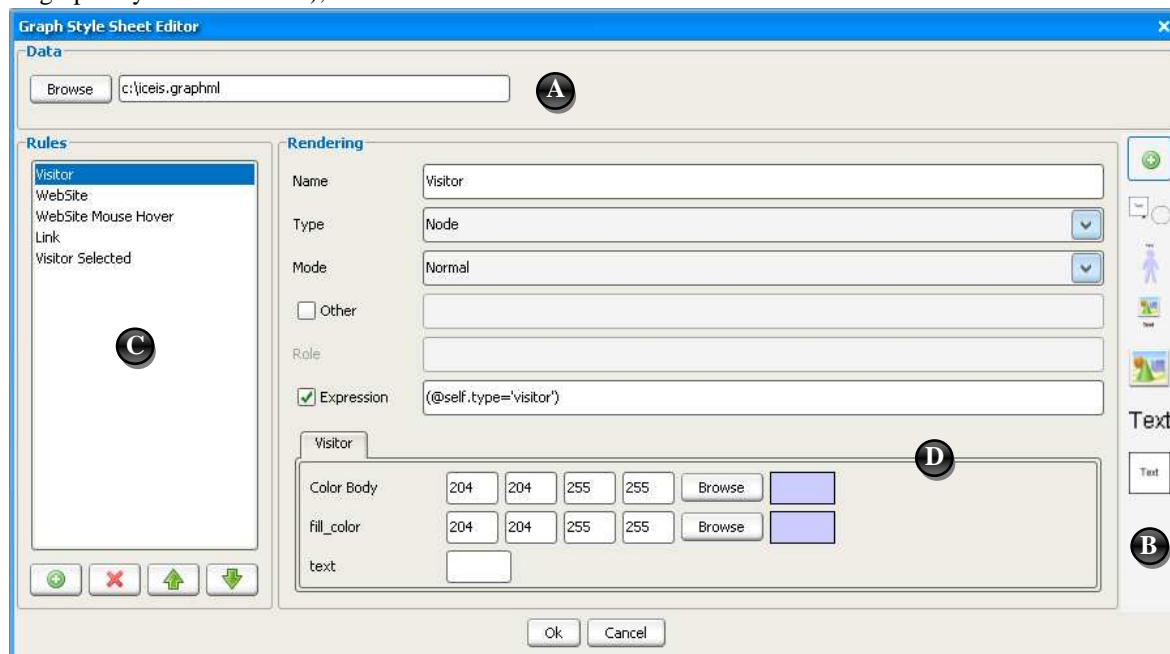 Graph Style Sheet Editor
Data
Browse c:\iceis.graphml A
Rules
Visitor
WebSite
WebSite Mouse Hover
Link
Visitor Selected
C
Rendering
Name Visitor
Type Node
Mode Normal
Other
Role
Expression (@self.type='visitor')
Visitor
D
Color Body 204 204 255 255 Browse
fill_color 204 204 255 255 Browse
text
Text
Text
Text
B
Ok Cancel